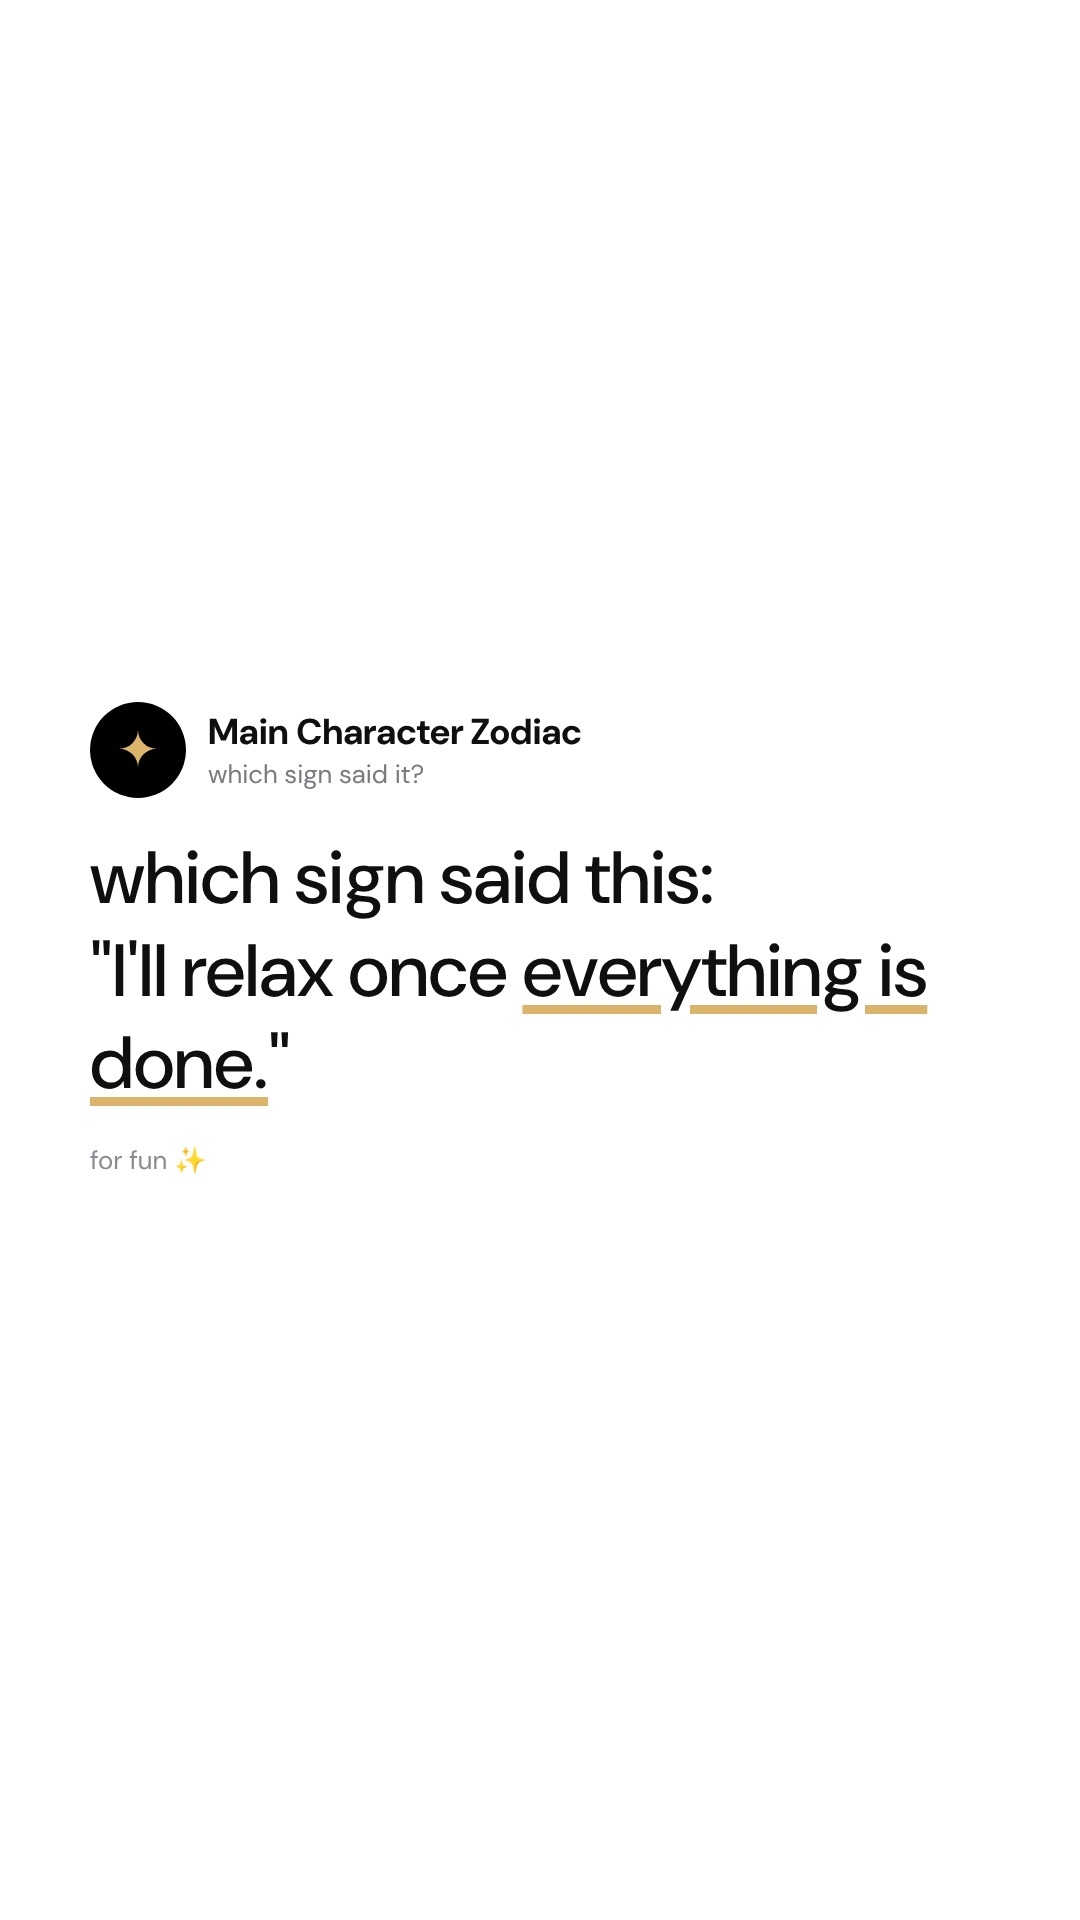 Main Character Zodiac
which sign said it?
which sign said this:
"I'll relax once everything is
done."
for fun ✨